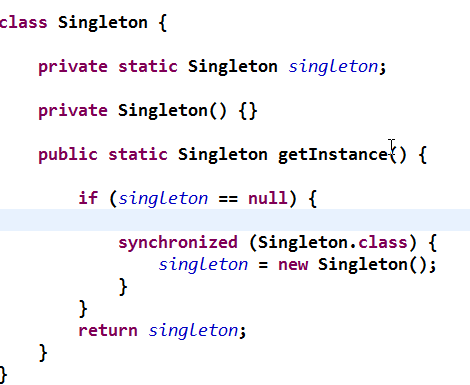 class Singleton {
private static Singleton singleton;
private Singleton() {}
public static Singleton getInstance() {
if (singleton == null) {
synchronized (Singleton.class) {
singleton = new Singleton();
}
}
return singleton;
}
}